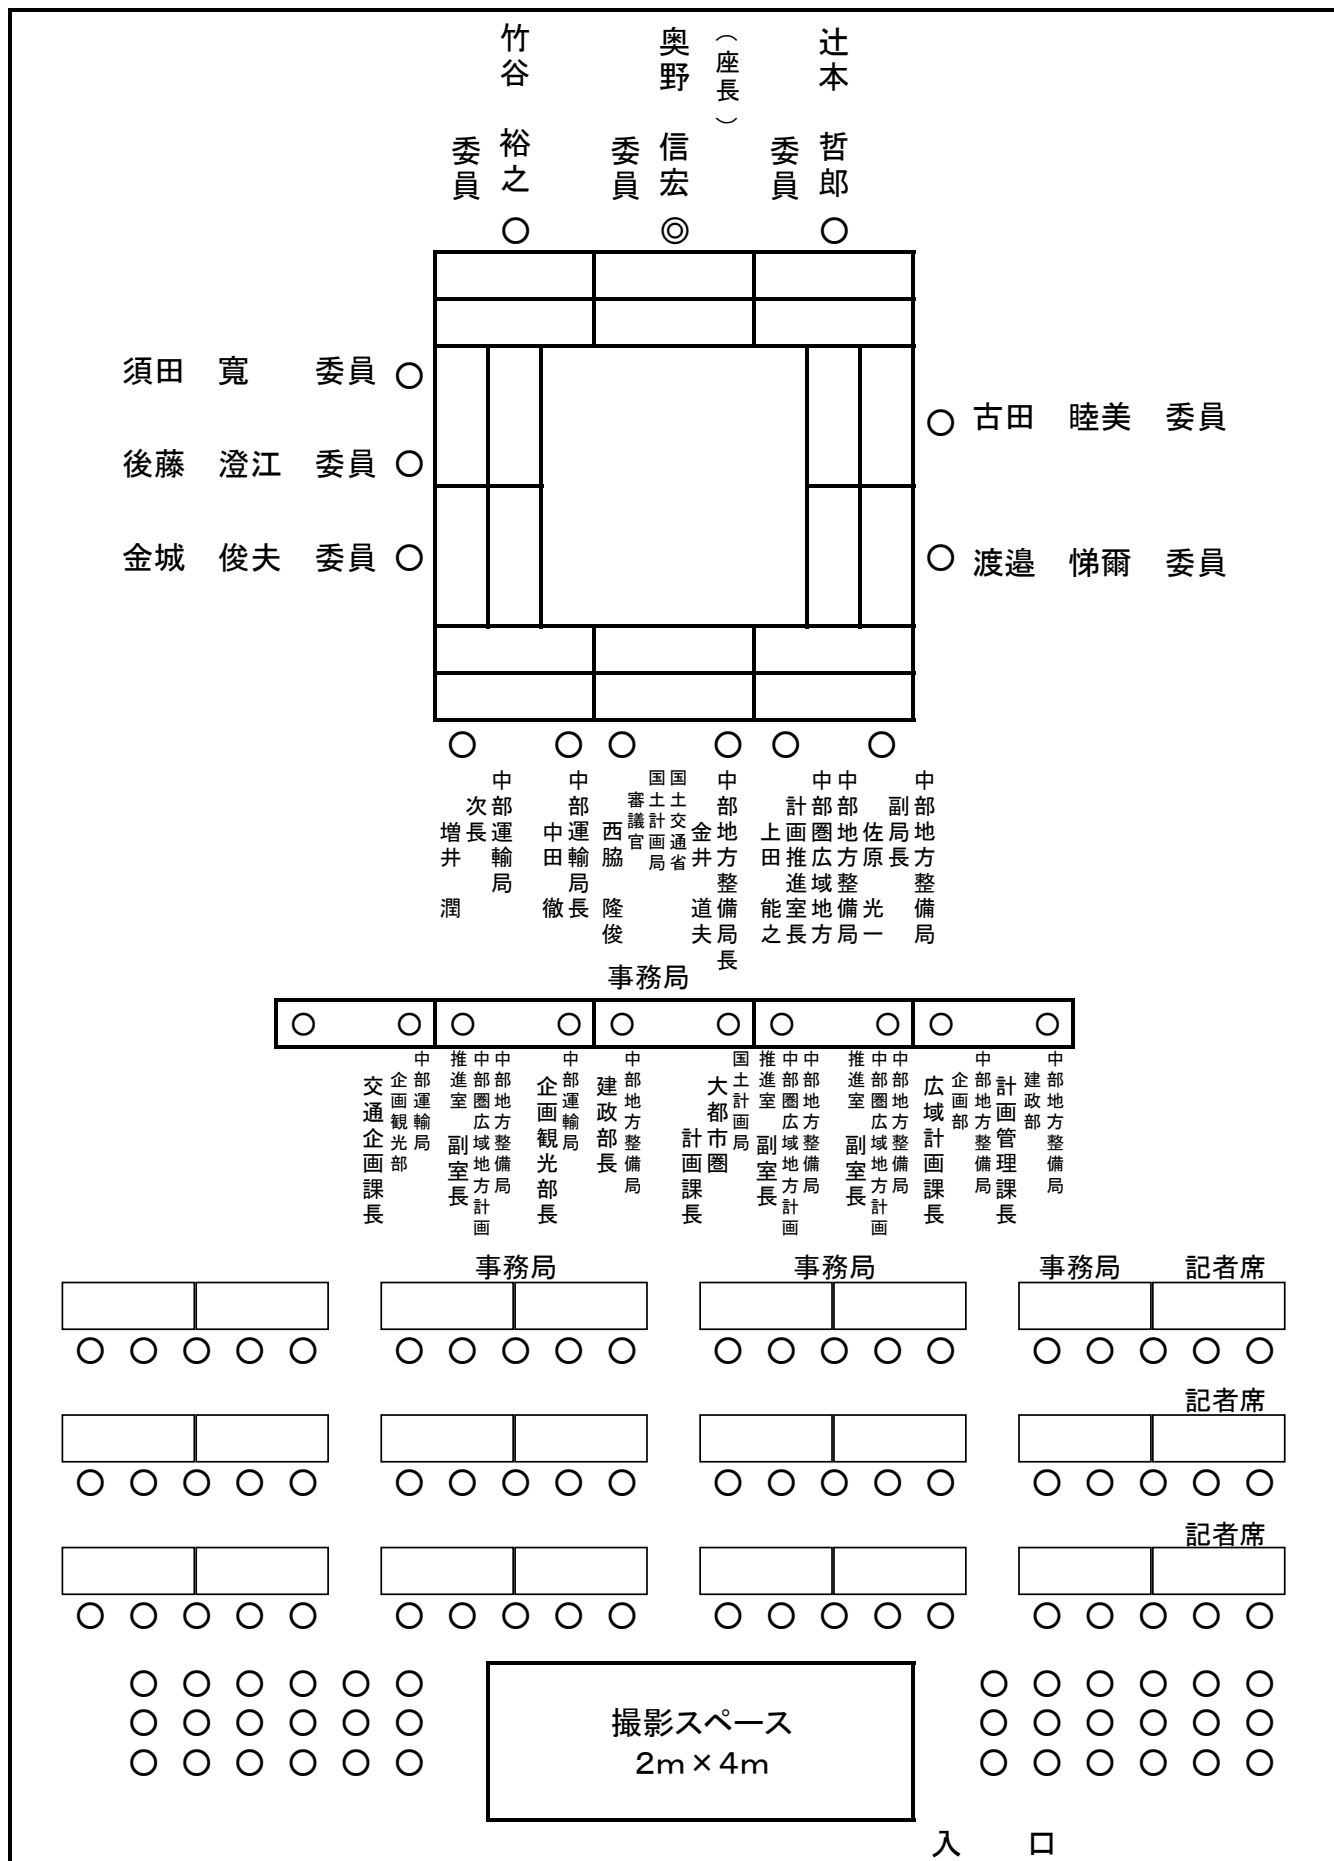 辻本 哲郎 委員
（座長）
奥野 信宏 委員
竹谷 裕之 委員
須田 寛 委員
後藤 澄江 委員
金城 俊夫 委員
古田 睦美 委員
渡邉 悌爾 委員
中部地方整備局
副局長
佐原 光一
中部地方整備局
中部圏広域地方
計画推進室長
上田 能之
中部地方整備局長
金井 道夫
国土交通省
国土計画局
審議官
西脇 隆俊
中部運輸局長
中田 徹
中部運輸局
次長
増井 潤
事務局
中部地方整備局
建政部
計画管理課長
中部地方整備局
企画部
広域計画課長
中部地方整備局
中部圏広域地方計画
推進室 副室長
中部地方整備局
中部圏広域地方計画
推進室 副室長
国土計画局
大都市圏
計画課長
中部地方整備局
建政部長
中部運輸局
企画観光部長
中部地方整備局
中部圏広域地方計画
推進室 副室長
中部運輸局
企画観光部
交通企画課長
事務局 事務局 事務局 記者席
記者席
記者席
撮影スペース
2m×4m
入 口